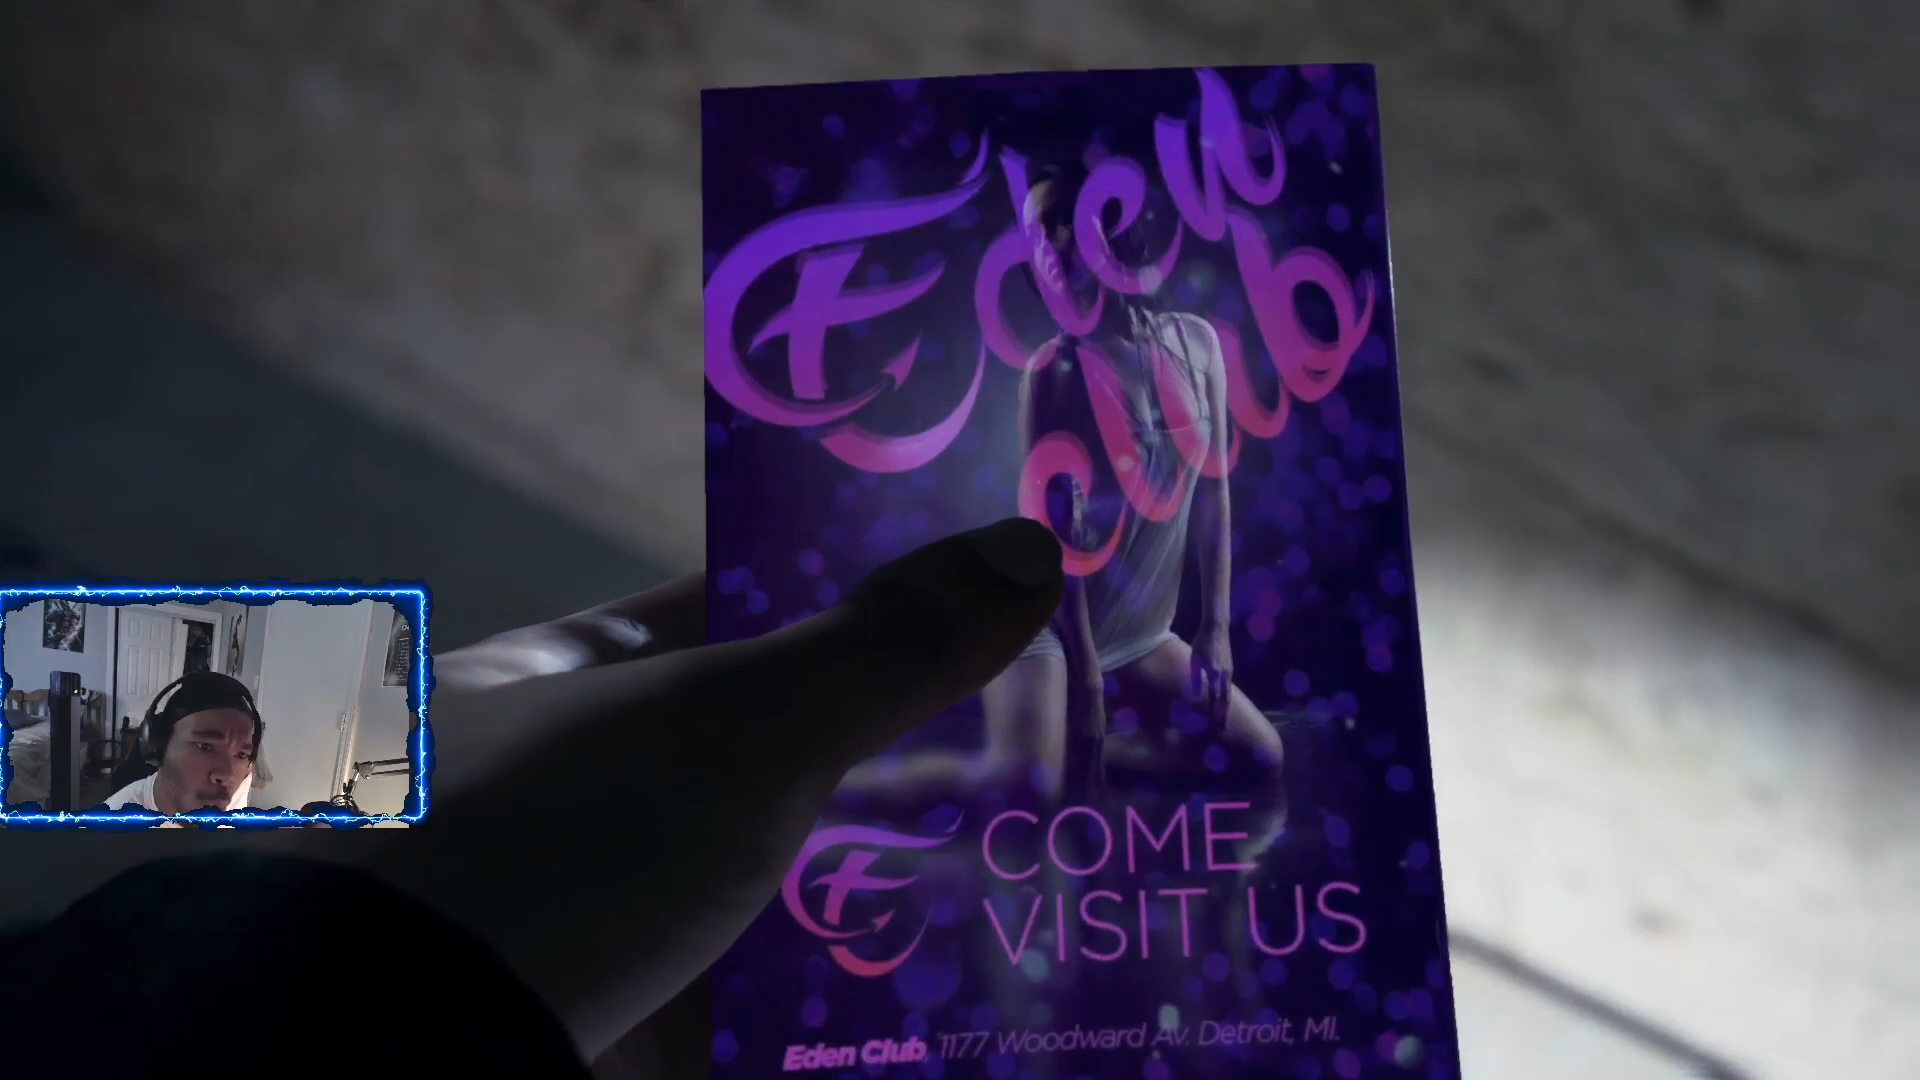 Eden
club
COME
VISIT US
Eden Club, 1177 Woodward Av. Detroit, MI.